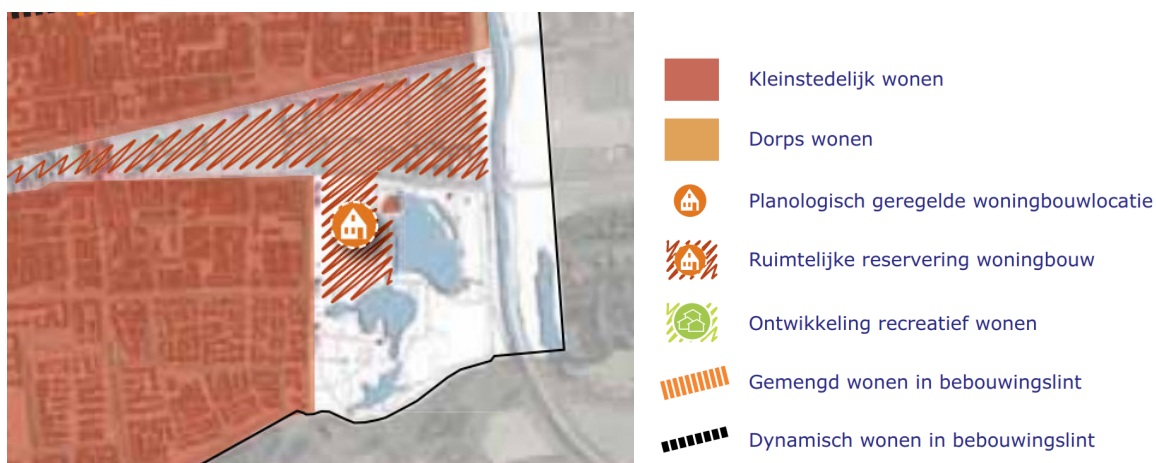 Kleinstedelijk wonen
Dorps wonen
Planologisch geregelde woningbouwlocatie
Ruimtelijke reservering woningbouw
Ontwikkeling recreatief wonen
Gemengd wonen in bebouwingslint
Dynamisch wonen in bebouwingslint